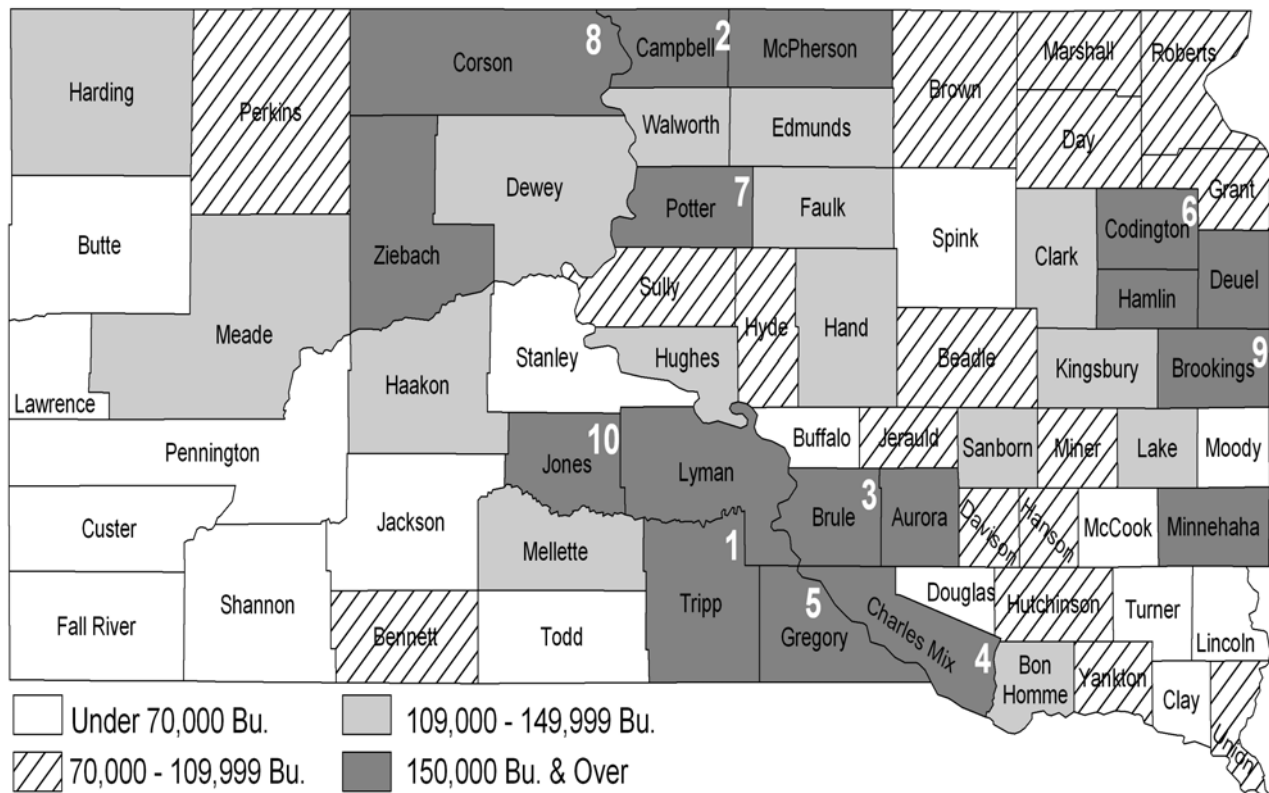 Harding
Perkins
Corson
8
Campbell
2
McPherson
Brown
Marshall
Roberts
Walworth
Edmunds
Day
Grant
Butte
Dewey
Ziebach
Potter
7
Faulk
Spink
Clark
Codington
6
Hamlin
Deuel
Meade
Sully
Hyde
Hand
Beadle
Kingsbury
Brookings
9
Lawrence
Haakon
Stanley
Hughes
Pennington
10
Jones
Lyman
Buffalo
Jerauld
Sanborn
Miner
Lake
Moody
Custer
Jackson
Mellette
1
Tripp
Brule
3
Aurora
Davison
Hanson
McCook
Minnehaha
Fall River
Shannon
Bennett
Todd
5
Gregory
Charles Mix
4
Douglas
Hutchinson
Turner
Lincoln
Bon
Homme
Yankton
Clay
Union
Under 70,000 Bu.
109,000 - 149,999 Bu.
70,000 - 109,999 Bu.
150,000 Bu. & Over